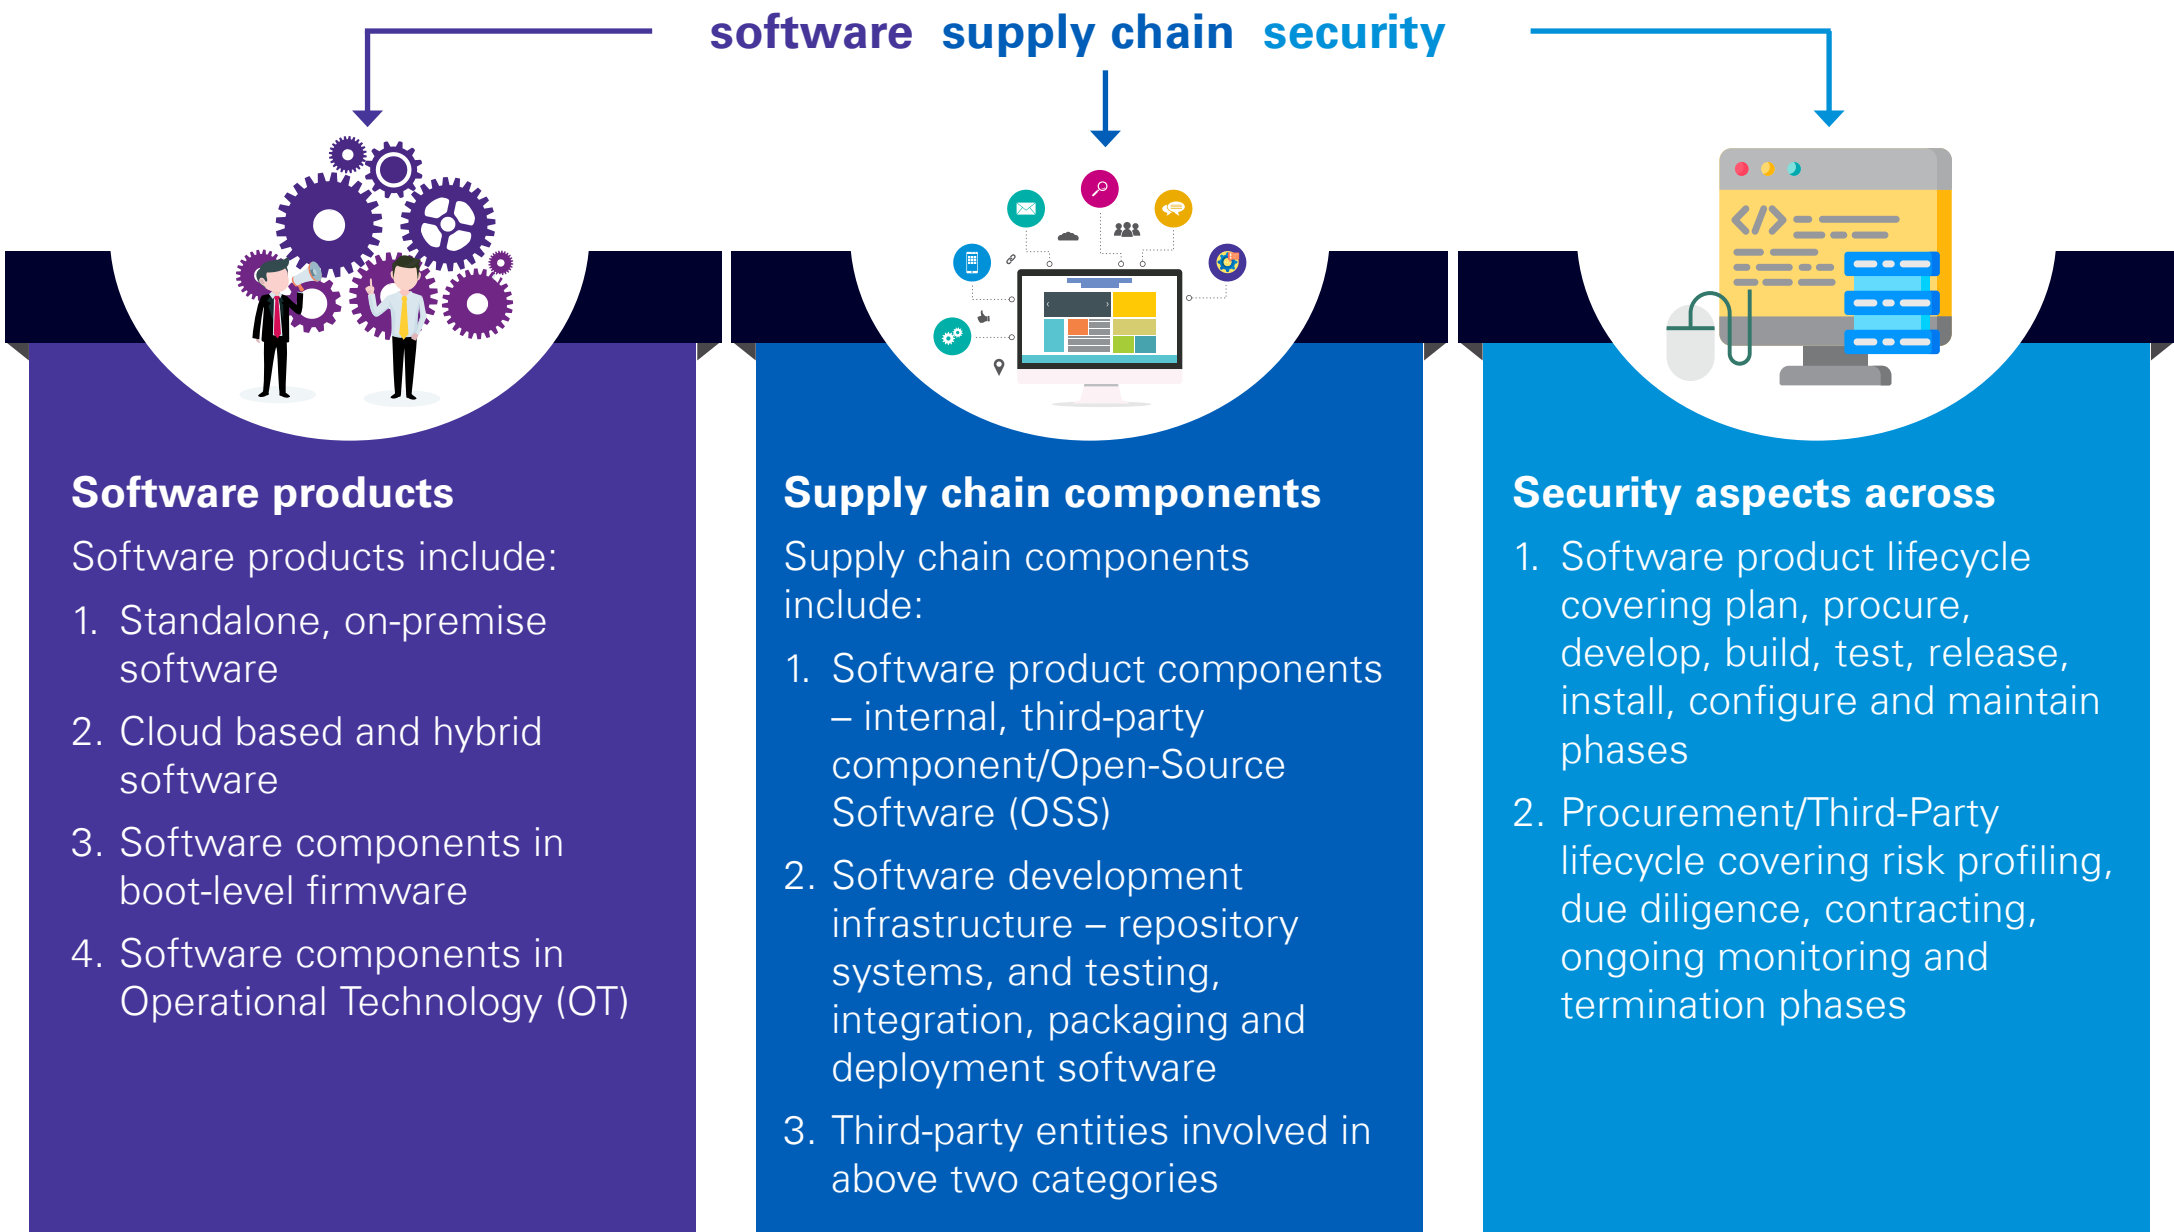 software supply chain security
Software products
Software products include:
1. Standalone, on-premise
software
2. Cloud based and hybrid
software
3. Software components in
boot-level firmware
4. Software components in
Operational Technology (OT)
Supply chain components
Supply chain components
include:
1. Software product components
– internal, third-party
component/Open-Source
Software (OSS)
2. Software development
infrastructure – repository
systems, and testing,
integration, packaging and
deployment software
3. Third-party entities involved in
above two categories
Security aspects across
1. Software product lifecycle
covering plan, procure,
develop, build, test, release,
install, configure and maintain
phases
2. Procurement/Third-Party
lifecycle covering risk profiling,
due diligence, contracting,
ongoing monitoring and
termination phases